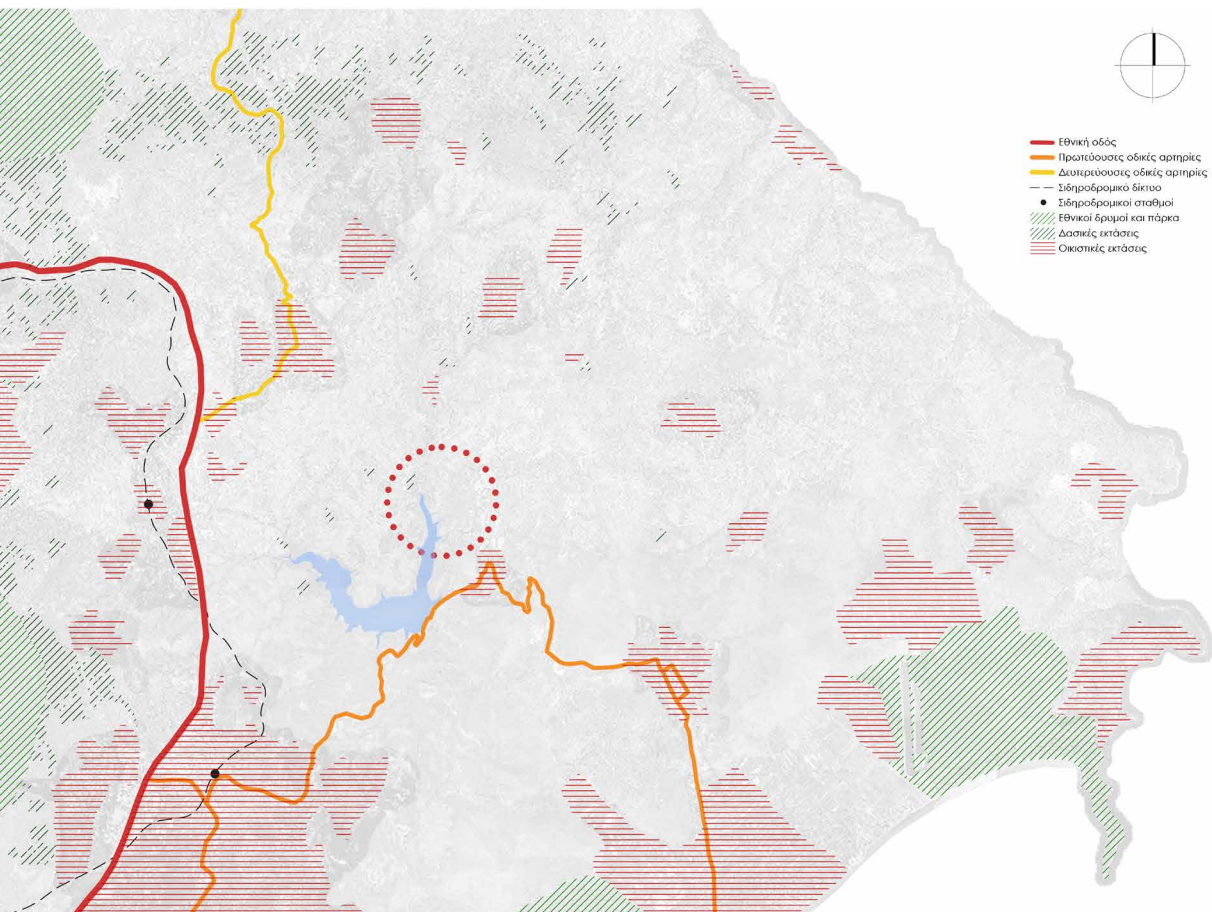 Εθνική οδός
Πρωτεύουσες οδικές αρτηρίες
Δευτερεύουσες οδικές αρτηρίες
Σιδηροδρομικό δίκτυο
Σιδηροδρομικοί σταθμοί
Εθνικοί δρυμοί και πάρκα
Δασικές εκτάσεις
Οικιστικές εκτάσεις